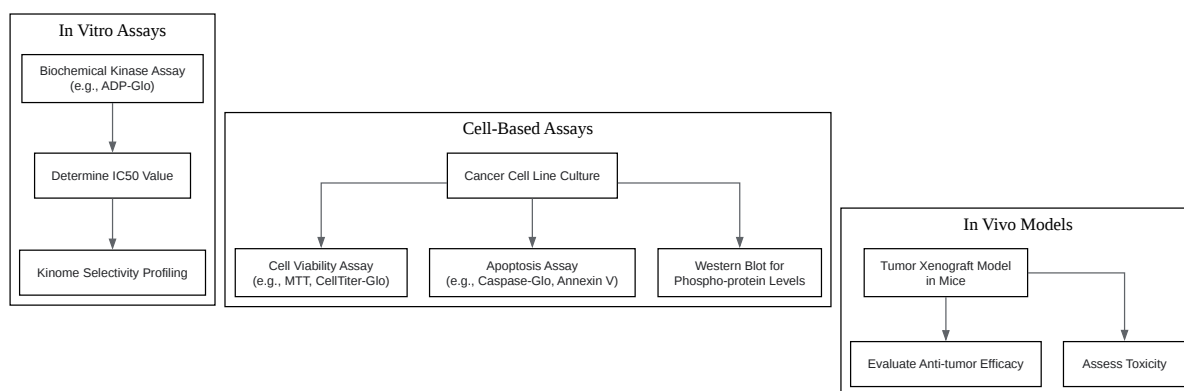 In Vitro Assays
Biochemical Kinase Assay
(e.g., ADP-Glo)
Determine IC50 Value
Kinome Selectivity Profiling
Cell-Based Assays
Cancer Cell Line Culture
Cell Viability Assay
(e.g., MTT, CellTiter-Glo)
Apoptosis Assay
(e.g., Caspase-Glo, Annexin V)
Western Blot for
Phospho-protein Levels
In Vivo Models
Tumor Xenograft Model
in Mice
Evaluate Anti-tumor Efficacy
Assess Toxicity